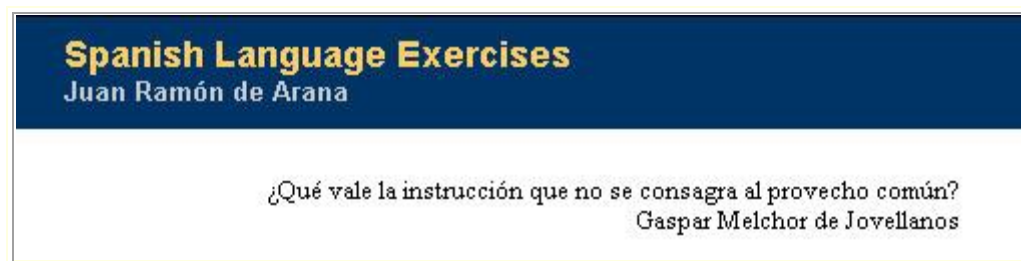 Spanish Language Exercises
Juan Ramón de Arana
¿Qué vale la instrucción que no se consagra al provecho común?
Gaspar Melchor de Jovellanos